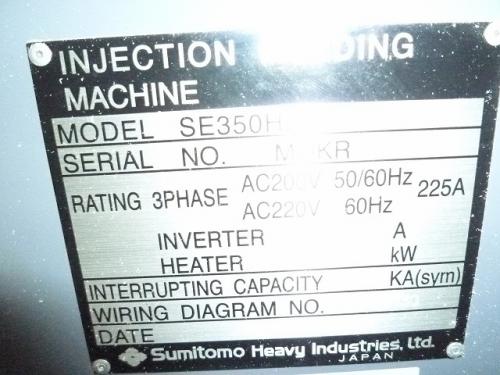 INJECTION
MACHINE
MODEL SE350H
SERIAL NO. KR
RATING 3PHASE AC200V 50/60Hz 225A
AC220V 60Hz
INVERTER A
HEATER kW
INTERRUPTING CAPACITY KA(sym)
WIRING DIAGRAM NO.
DATE
Sumitomo Heavy Industries, Ltd.
JAPAN